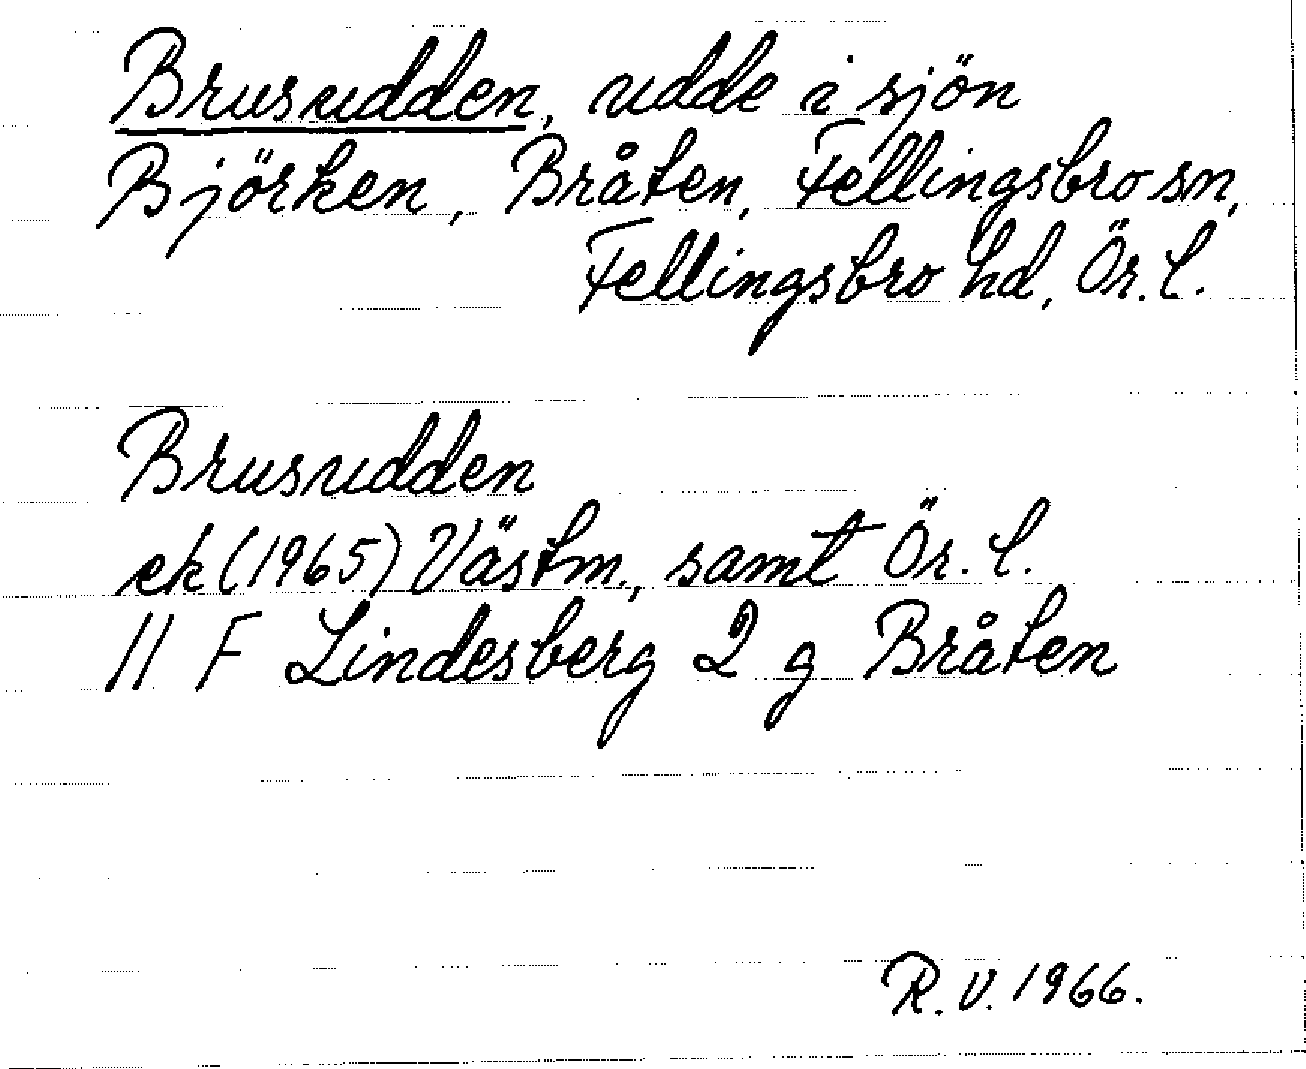 Brusudden, udde i sjön
Björken, Bråten, Fellingsbro sn,
Fellingsbro hd, Ör. l.
Brusudden
ek (1965) Västm., samt Ör. l.
11 F Lindesberg 2 g Bråten
R. V. 1966.